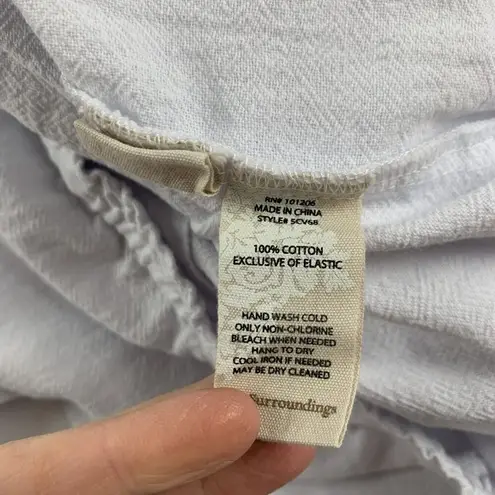 RN# 101206
MADE IN CHINA
STYLE# SCV68
100% COTTON
EXCLUSIVE OF ELASTIC
HAND WASH COLD
ONLY NON-CHLORINE
BLEACH WHEN NEEDED
HANG TO DRY
COOL IRON IF NEEDED
MAY BE DRY CLEANED
Surroundings